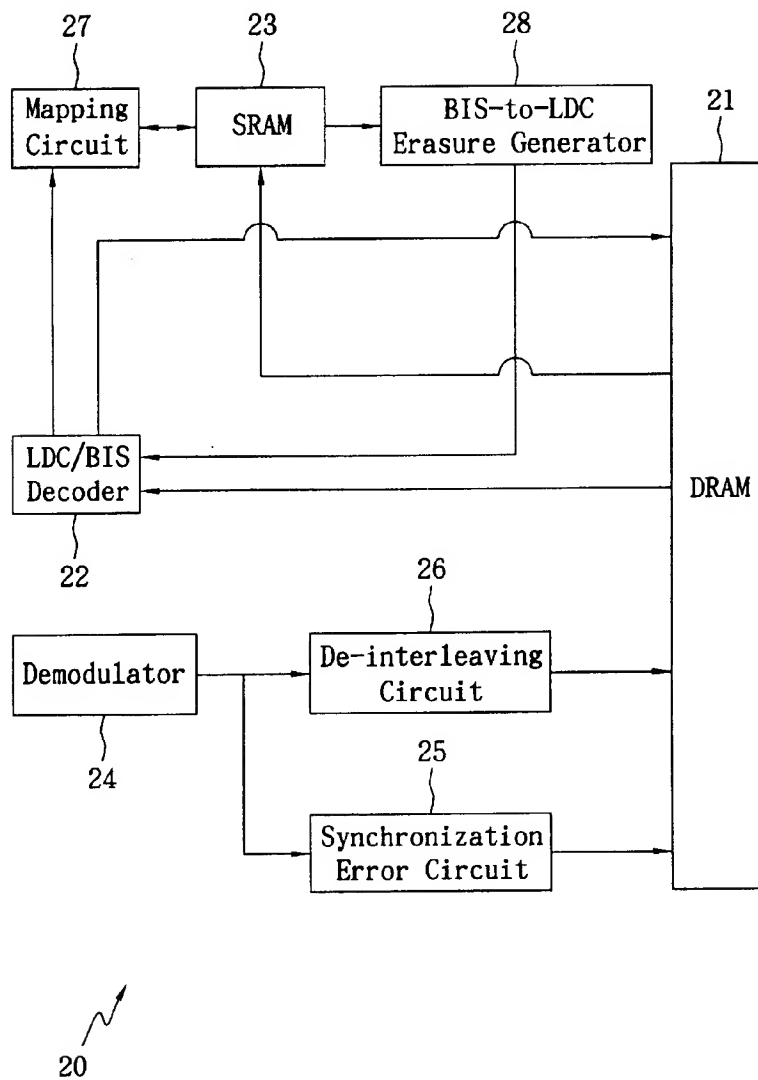 27
23
28
21
Mapping
Circuit
SRAM
BIS-to-LDC
Erasure Generator
LDC/BIS
Decoder
DRAM
22
26
Demodulator
De-interleaving
Circuit
24
25
Synchronization
Error Circuit
20